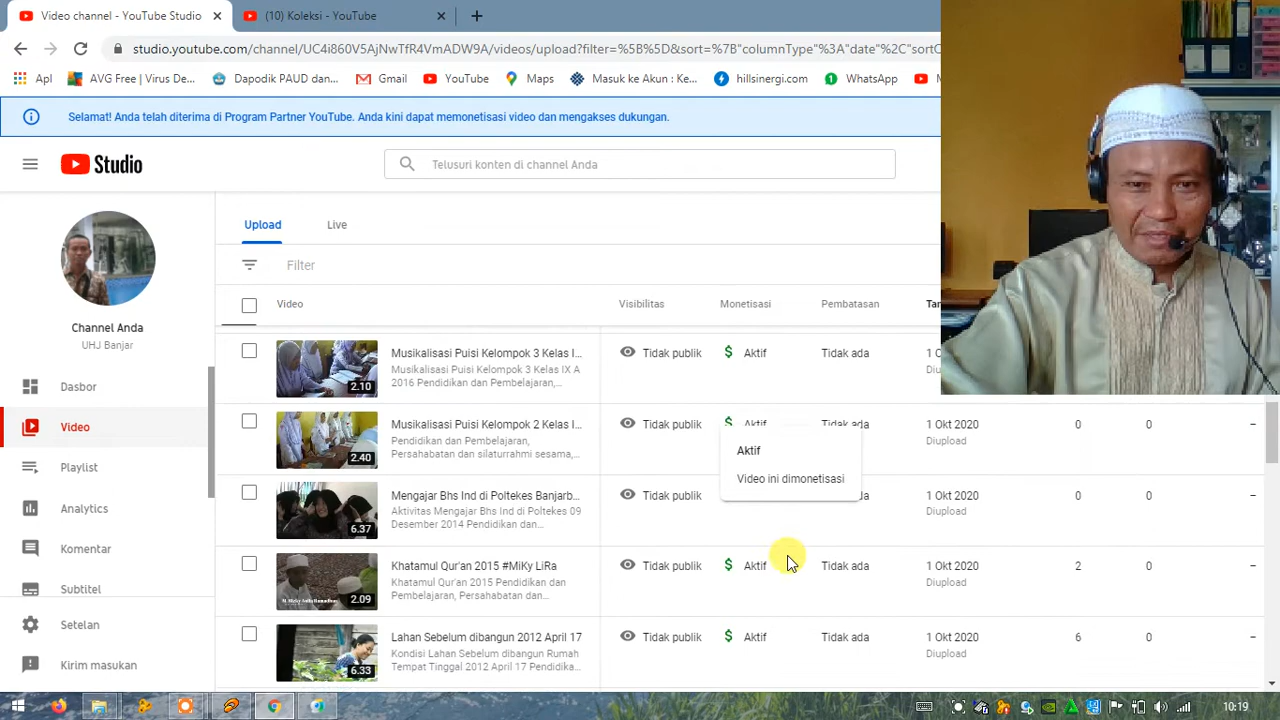 Video channel - YouTube Studio
(10) Koleksi - YouTube
studio.youtube.com/channel/UC4i860V5AjNwTfR4VmADW9A/videos/upload?filter=%5B%5D&sort=%7B"columnType"%3A"date"%2C"sortO
Apl
AVG Free | Virus De...
Dapodik PAUD dan...
Gmail
YouTube
Maps
Masuk ke Akun : Ke...
hillsinergi.com
WhatsApp
Selamat! Anda telah diterima di Program Partner YouTube. Anda kini dapat memonetisasi video dan mengakses dukungan.
Studio
Telusuri konten di channel Anda
Channel Anda
UHJ Banjar
Dasbor
Video
Playlist
Analytics
Komentar
Subtitel
Setelan
Kirim masukan
Upload
Live
Filter
Video
Visibilitas
Monetisasi
Pembatasan
Musikalisasi Puisi Kelompok 3 Kelas I...
Musikalisasi Puisi Kelompok 3 Kelas IX A
2016 Pendidikan dan Pembelajaran,...
2.10
Tidak publik
Aktif
Tidak ada
Musikalisasi Puisi Kelompok 2 Kelas I...
Pendidikan dan Pembelajaran,
Persahabatan dan silaturrahmi sesama,...
2.40
Tidak publik
Aktif
Tidak ada
1 Okt 2020
Diupload
0
0
–
Aktif
Video ini dimonetisasi
Mengajar Bhs Ind di Poltekes Banjarb...
Aktivitas Mengajar Bhs Ind di Poltekes 09
Desember 2014 Pendidikan dan...
6.37
Tidak publik
1 Okt 2020
Diupload
0
0
–
Khatamul Qur'an 2015 #MiKy LiRa
Khatamul Qur'an 2015 Pendidikan dan
Pembelajaran, Persahabatan dan...
2.09
Tidak publik
Aktif
Tidak ada
1 Okt 2020
Diupload
2
0
–
Lahan Sebelum dibangun 2012 April 17
Kondisi Lahan Sebelum dibangun Rumah
Tempat Tinggal 2012 April 17 Pendidika...
6.33
Tidak publik
Aktif
Tidak ada
1 Okt 2020
Diupload
6
0
–
10:19